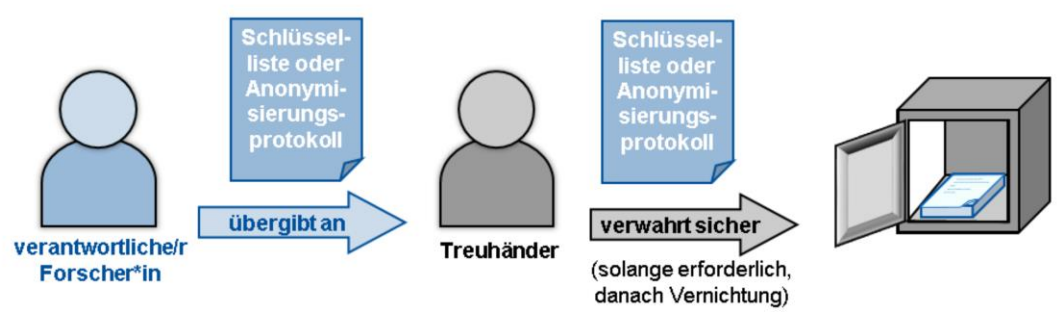 Schlüssel-
liste oder
Anonymi-
sierungs-
protokoll
übergibt an
verantwortliche/r
Forscher*in
Treuhänder
Schlüssel-
liste oder
Anonymi-
sierungs-
protokoll
verwahrt sicher
(solange erforderlich,
danach Vernichtung)